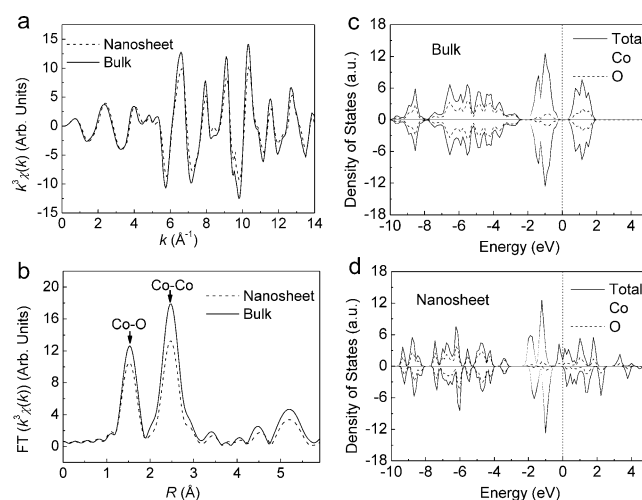 a
k³χ(k) (Arb. Units)
15
10
5
0
-5
-10
-15
Nanosheet
Bulk
0 2 4 6 8 10 12 14
k (Å⁻¹)
b
FT (k³χ(k)) (Arb. Units)
20
16
12
8
4
0
Co–O
Co–Co
Nanosheet
Bulk
0 1 2 3 4 5
R (Å)
c
Density of States (a.u.)
18
12
6
0
-6
-12
-18
Bulk
Total
Co
O
-10 -8 -6 -4 -2 0 2 4
Energy (eV)
d
Density of States (a.u.)
18
12
6
0
-6
-12
-18
Nanosheet
Total
Co
O
-10 -8 -6 -4 -2 0 2 4
Energy (eV)